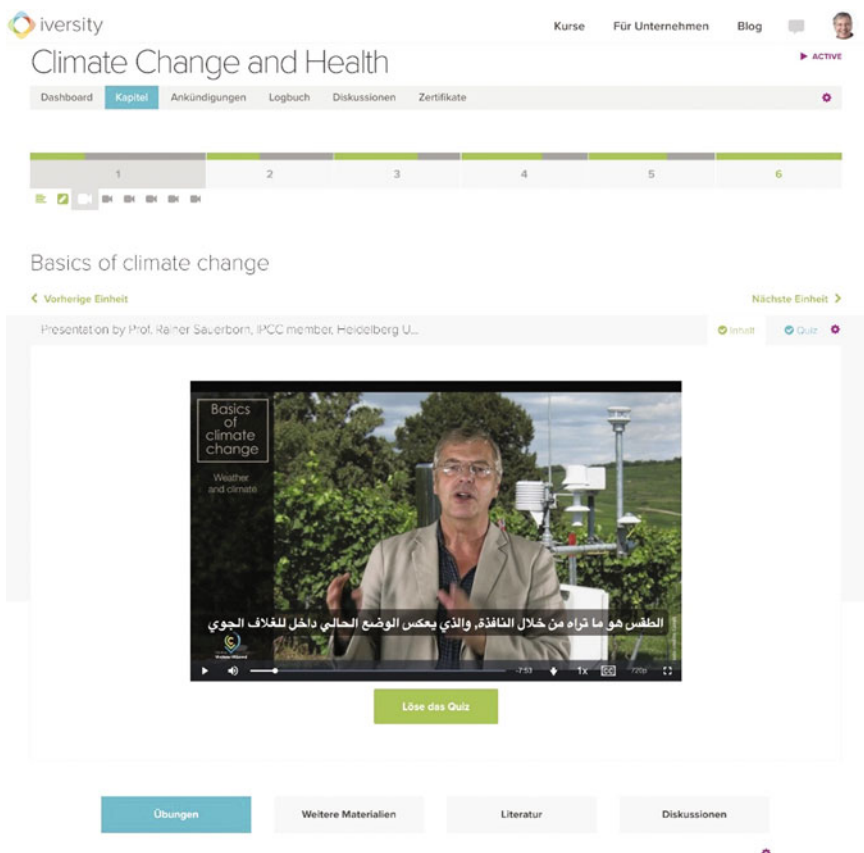 iversity
Kurse Für Unternehmen Blog
Climate Change and Health
ACTIVE
Dashboard Kapitel Ankündigungen Logbuch Diskussionen Zertifikate
1 2 3 4 5 6
Basics of climate change
Vorherige Einheit
Nächste Einheit
Presentation by Prof. Rainer Sauerborn, IPCC member, Heidelberg U...
Inhalt Quiz
Basics
of
climate
change
Weather
and climate
الطقس هو ما تراه من خلال النافذة, والذي يعكس الوضع الحالي داخل للغلاف الجوي
-7:53 1x CC 720p
Löse das Quiz
Übungen Weitere Materialien Literatur Diskussionen